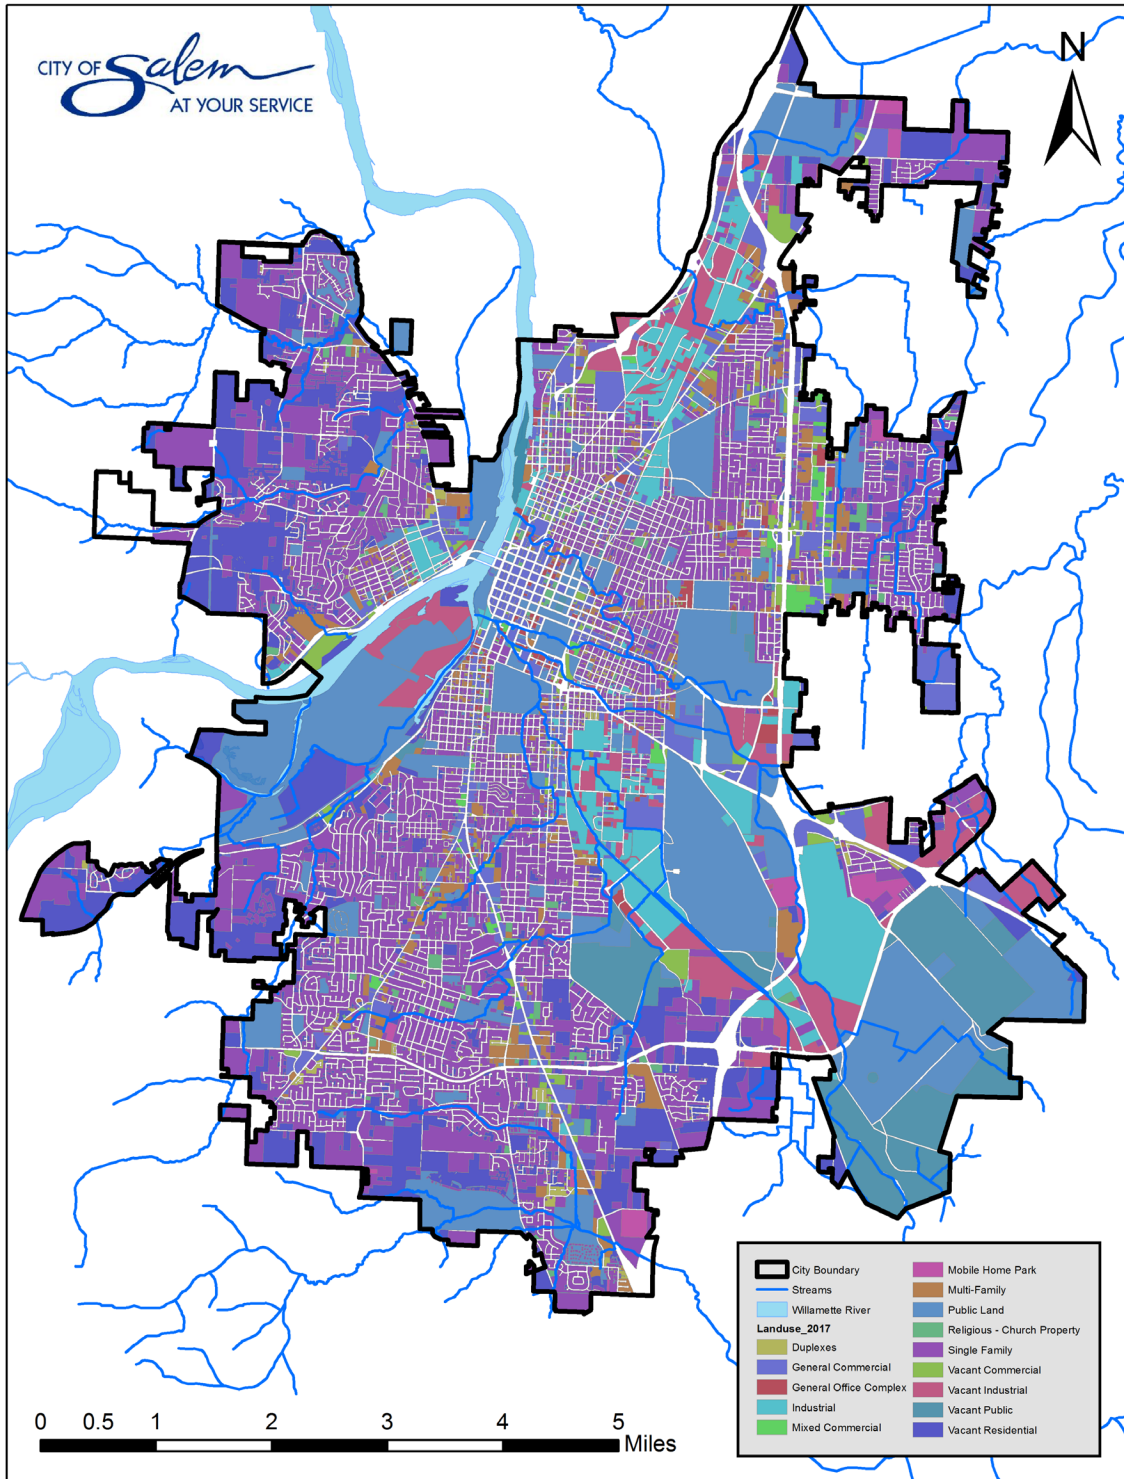 CITY OF Salem
AT YOUR SERVICE
N
City Boundary
Streams
Willamette River
Landuse_2017
Duplexes
General Commercial
General Office Complex
Industrial
Mixed Commercial
Mobile Home Park
Multi-Family
Public Land
Religious - Church Property
Single Family
Vacant Commercial
Vacant Industrial
Vacant Public
Vacant Residential
0 0.5 1 2 3 4 5
Miles